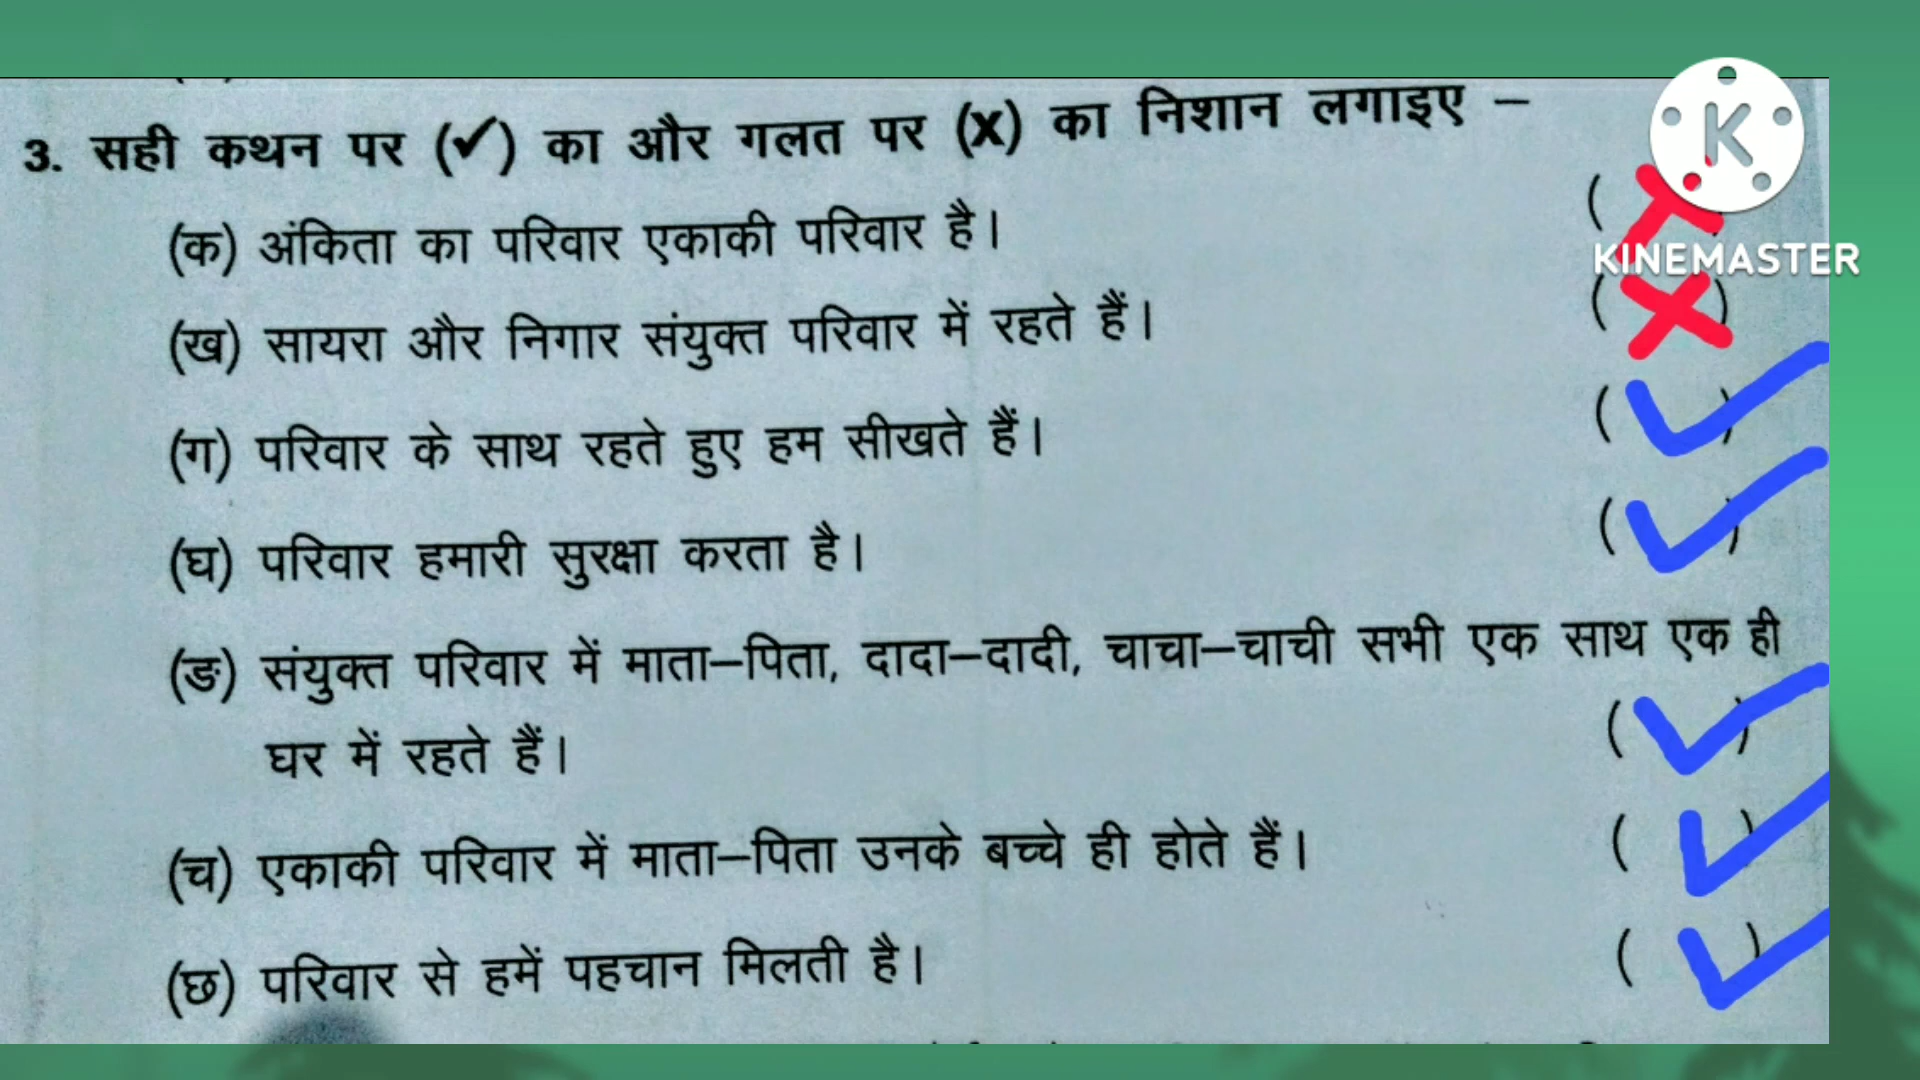 3. सही कथन पर (✓) का और गलत पर (x) का निशान लगाइए –
(क) अंकिता का परिवार एकाकी परिवार है। (
K
KINEMASTER
(ख) सायरा और निगार संयुक्त परिवार में रहते हैं। ( × )
(ग) परिवार के साथ रहते हुए हम सीखते हैं। ( ✓ )
(घ) परिवार हमारी सुरक्षा करता है। ( ✓ )
(ङ) संयुक्त परिवार में माता–पिता, दादा–दादी, चाचा–चाची सभी एक साथ एक ही
घर में रहते हैं। ( ✓ )
(च) एकाकी परिवार में माता–पिता उनके बच्चे ही होते हैं। ( ✓ )
(छ) परिवार से हमें पहचान मिलती है। ( ✓ )